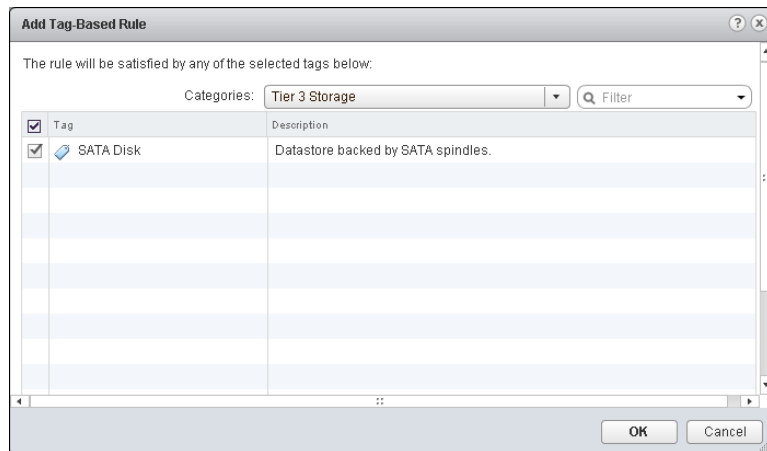 Add Tag-Based Rule
The rule will be satisfied by any of the selected tags below:
Categories: Tier 3 Storage Filter
Tag Description
SATA Disk Datastore backed by SATA spindles.
OK Cancel